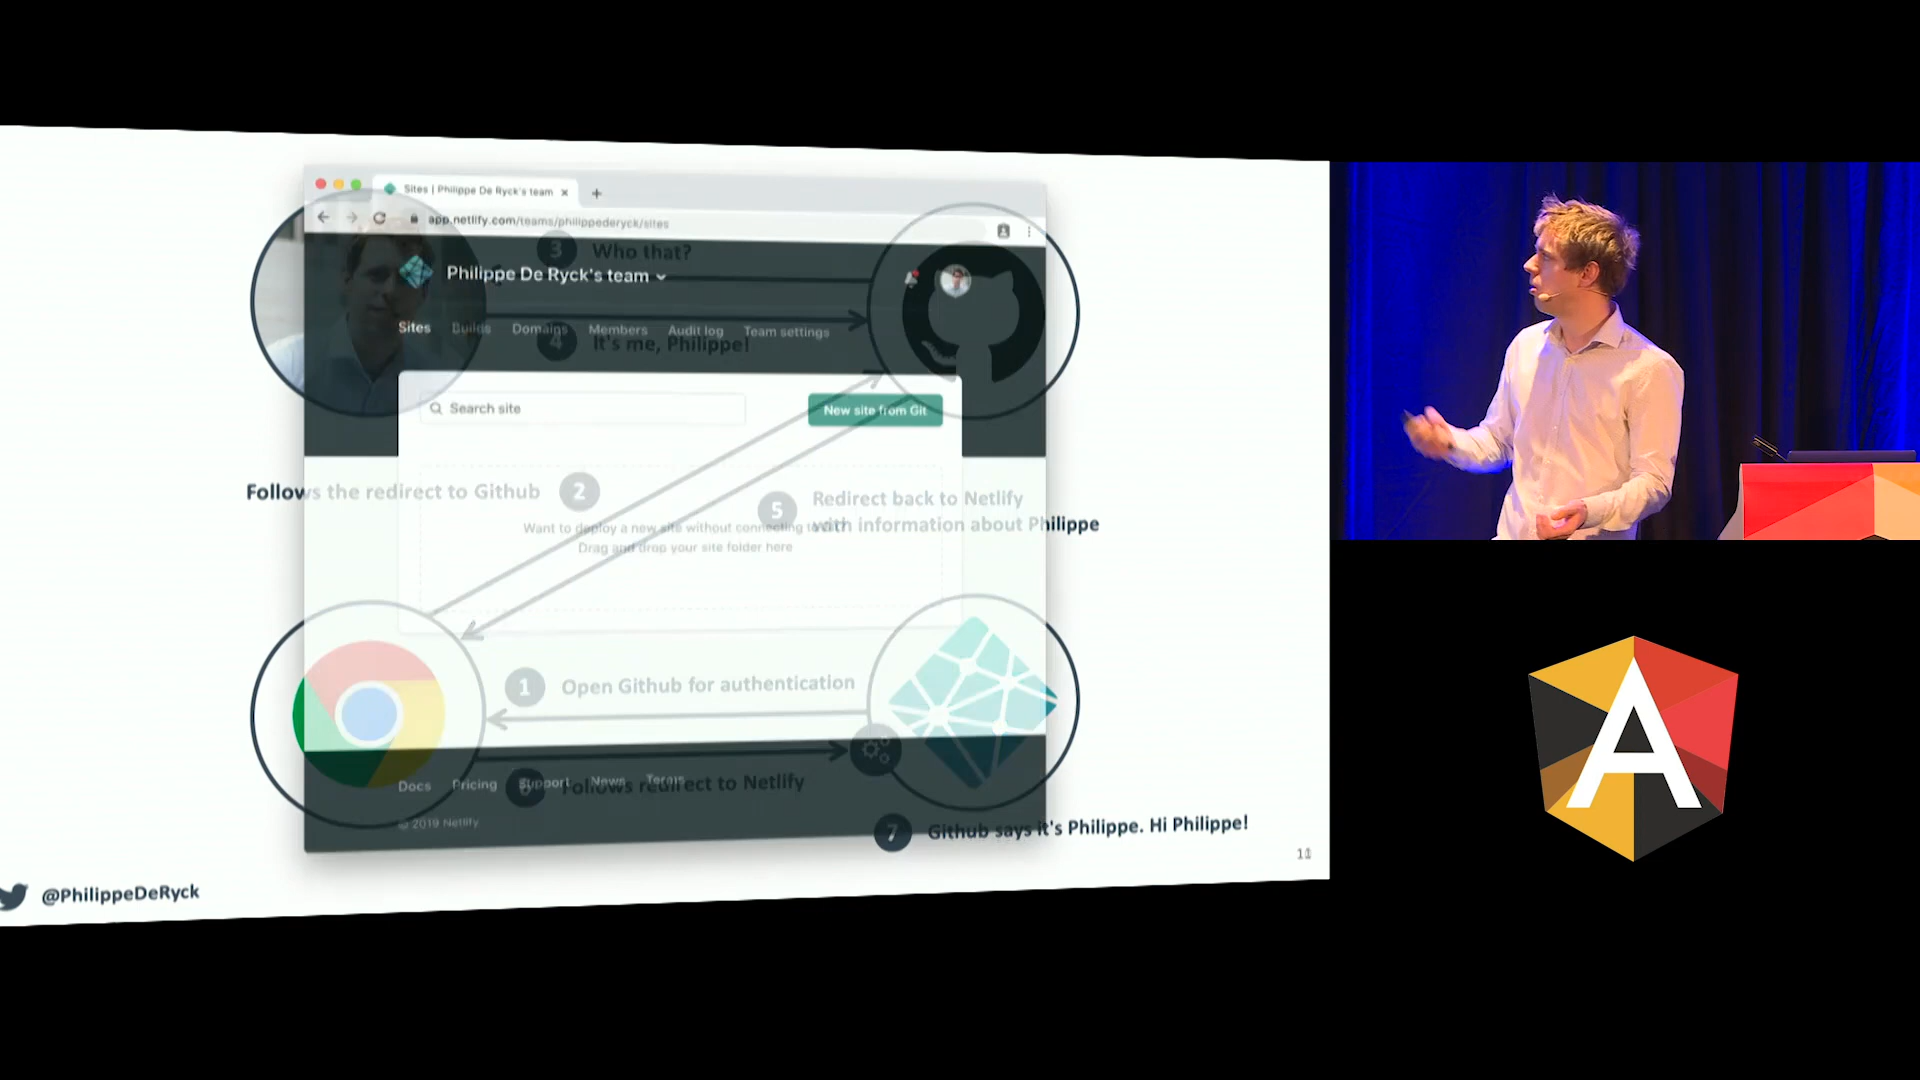 Sites | Philippe De Ryck's team
app.netlify.com/teams/philippederyck/sites
3 Who that?
Philippe De Ryck's team
Sites Builds Domains Members Audit log Team settings
4 It's me, Philippe!
Search site
New site from Git
Follows the redirect to Github 2
5 Redirect back to Netlify
with information about Philippe
Want to deploy a new site without connecting to
Drag and drop your site folder here
1 Open Github for authentication
Docs Pricing Support News Terms
6 Follows redirect to Netlify
© 2019 Netlify
7 Github says it's Philippe. Hi Philippe!
@PhilippeDeRyck
A